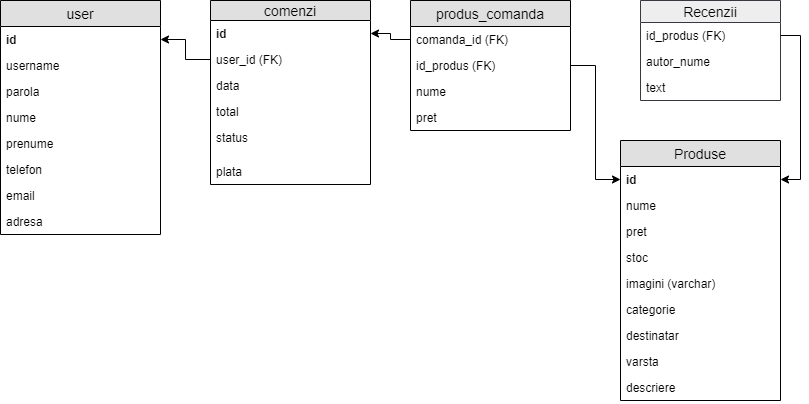 user
id
username
parola
nume
prenume
telefon
email
adresa
comenzi
id
user_id (FK)
data
total
status
plata
produs_comanda
comanda_id (FK)
id_produs (FK)
nume
pret
Recenzii
id_produs (FK)
autor_nume
text
Produse
id
nume
pret
stoc
imagini (varchar)
categorie
destinatar
varsta
descriere